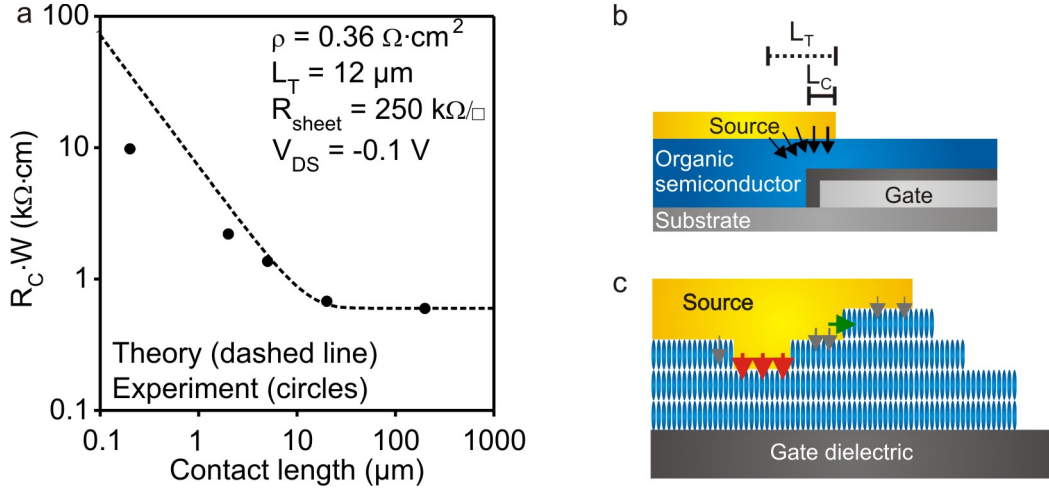 a
100
10
1
0.1
R_C·W (kΩ·cm)
ρ = 0.36 Ω·cm²
L_T = 12 µm
R_sheet = 250 kΩ/□
V_DS = -0.1 V
Theory (dashed line)
Experiment (circles)
0.1 1 10 100 1000
Contact length (µm)
b
L_T
L_C
Source
Organic
semiconductor
Gate
Substrate
c
Source
Gate dielectric